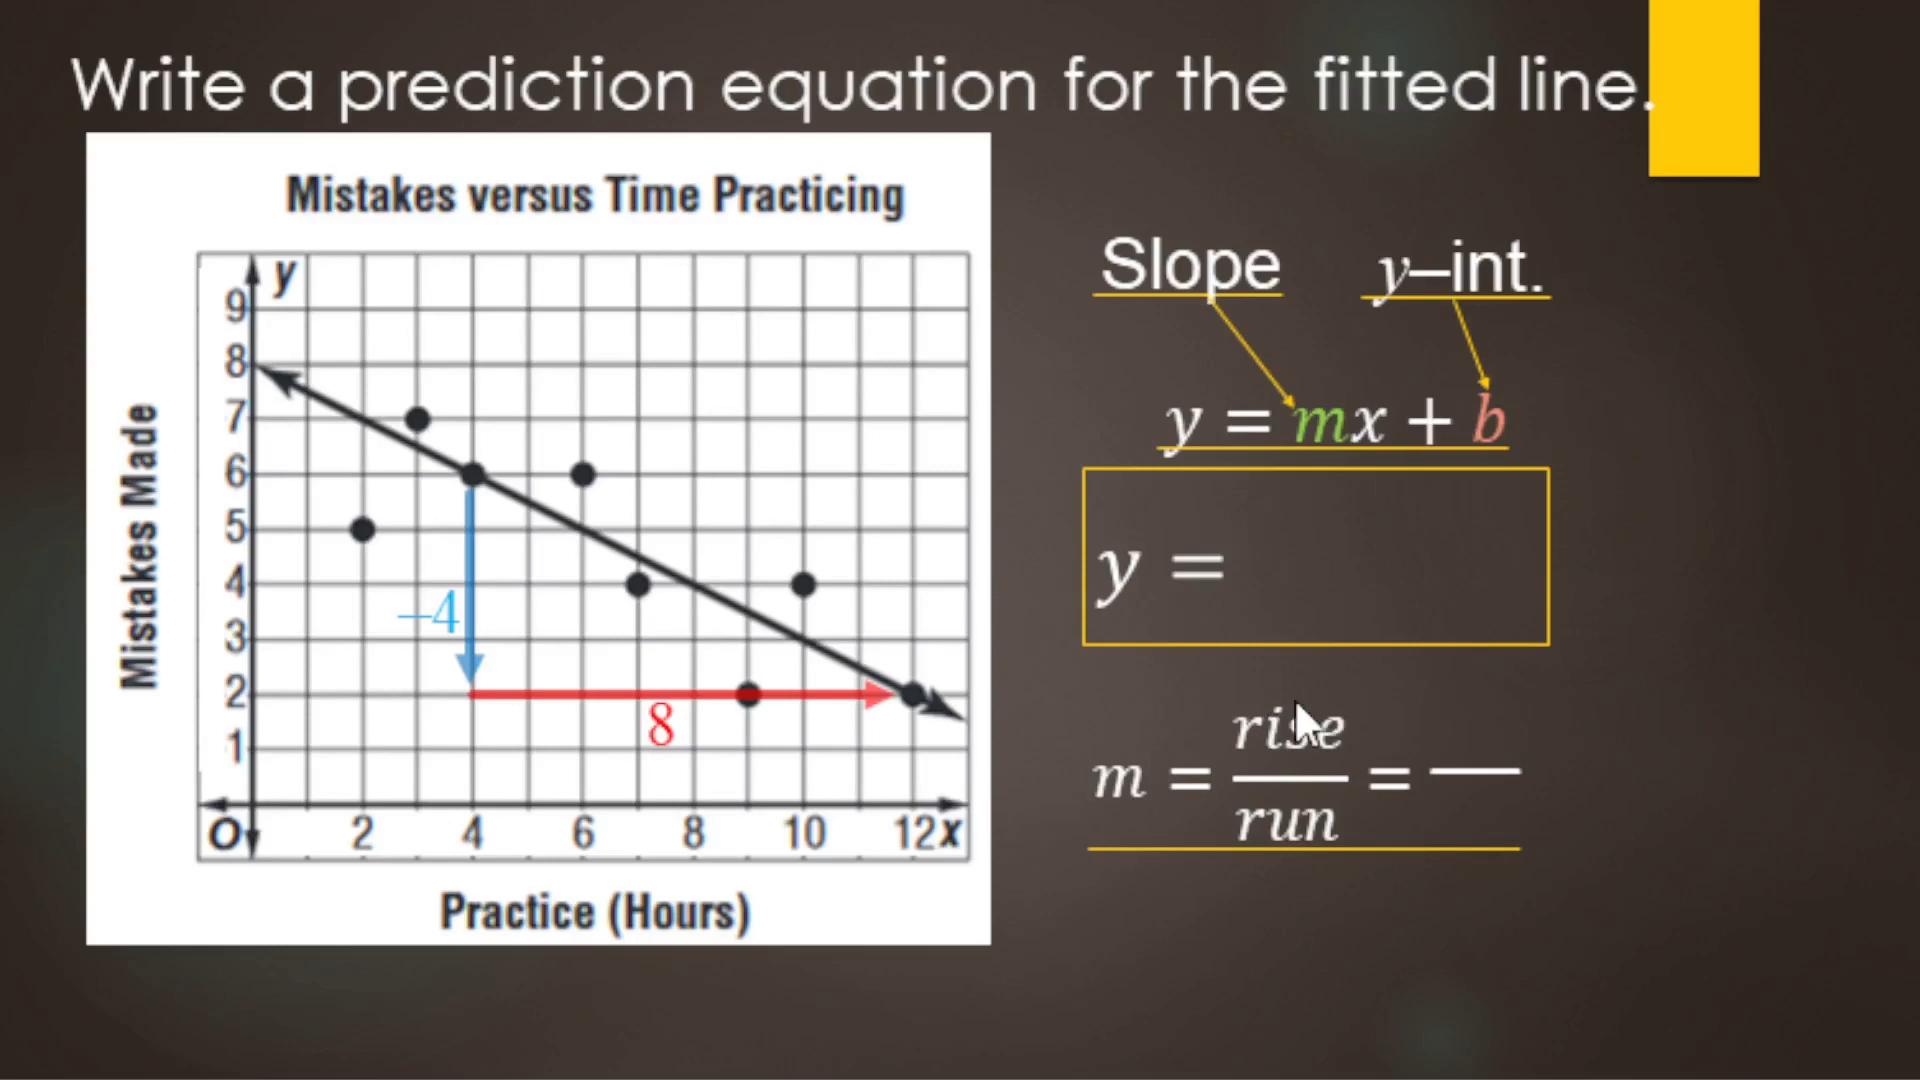 Write a prediction equation for the fitted line.
Mistakes versus Time Practicing
y
9
8
7
6
5
4
3
2
1
Mistakes Made
–4
8
O 2 4 6 8 10 12 x
Practice (Hours)
Slope y–int.
y = mx + b
y =
m = rise/run = —